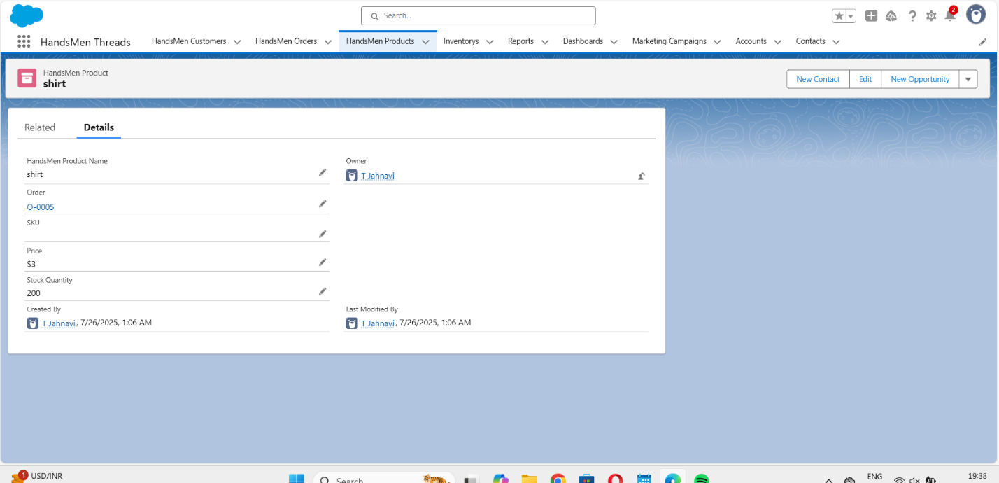 Search...
2
HandsMen Threads
HandsMen Customers
HandsMen Orders
HandsMen Products
Inventorys
Reports
Dashboards
Marketing Campaigns
Accounts
Contacts
HandsMen Product
shirt
New Contact
Edit
New Opportunity
Related
Details
HandsMen Product Name
shirt
Owner
T Jahnavi
Order
O-0005
SKU
Price
$3
Stock Quantity
200
Created By
T Jahnavi, 7/26/2025, 1:06 AM
Last Modified By
T Jahnavi, 7/26/2025, 1:06 AM
1
USD/INR
Search
ENG
19:38